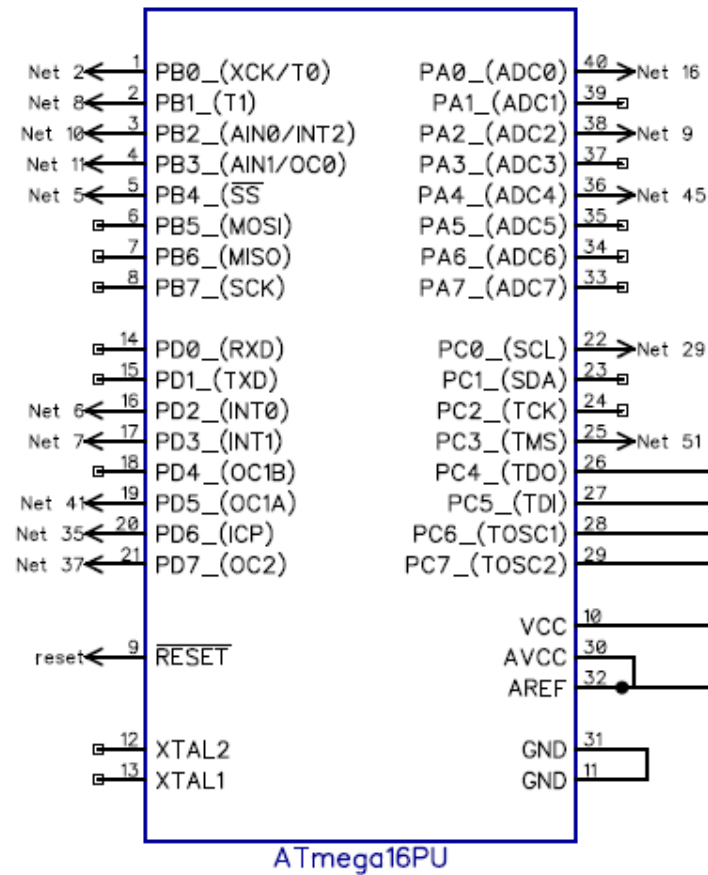 Net 2 1 PB0_(XCK/T0) PA0_(ADC0) 40 Net 16
Net 8 2 PB1_(T1) PA1_(ADC1) 39
Net 10 3 PB2_(AIN0/INT2) PA2_(ADC2) 38 Net 9
Net 11 4 PB3_(AIN1/OC0) PA3_(ADC3) 37
Net 5 5 PB4_(SS PA4_(ADC4) 36 Net 45
6 PB5_(MOSI) PA5_(ADC5) 35
7 PB6_(MISO) PA6_(ADC6) 34
8 PB7_(SCK) PA7_(ADC7) 33
14 PD0_(RXD) PC0_(SCL) 22 Net 29
15 PD1_(TXD) PC1_(SDA) 23
Net 6 16 PD2_(INT0) PC2_(TCK) 24
Net 7 17 PD3_(INT1) PC3_(TMS) 25 Net 51
18 PD4_(OC1B) PC4_(TDO) 26
Net 41 19 PD5_(OC1A) PC5_(TDI) 27
Net 35 20 PD6_(ICP) PC6_(TOSC1) 28
Net 37 21 PD7_(OC2) PC7_(TOSC2) 29
VCC 10
reset 9 RESET AVCC 30
AREF 32
12 XTAL2 GND 31
13 XTAL1 GND 11
ATmega16PU